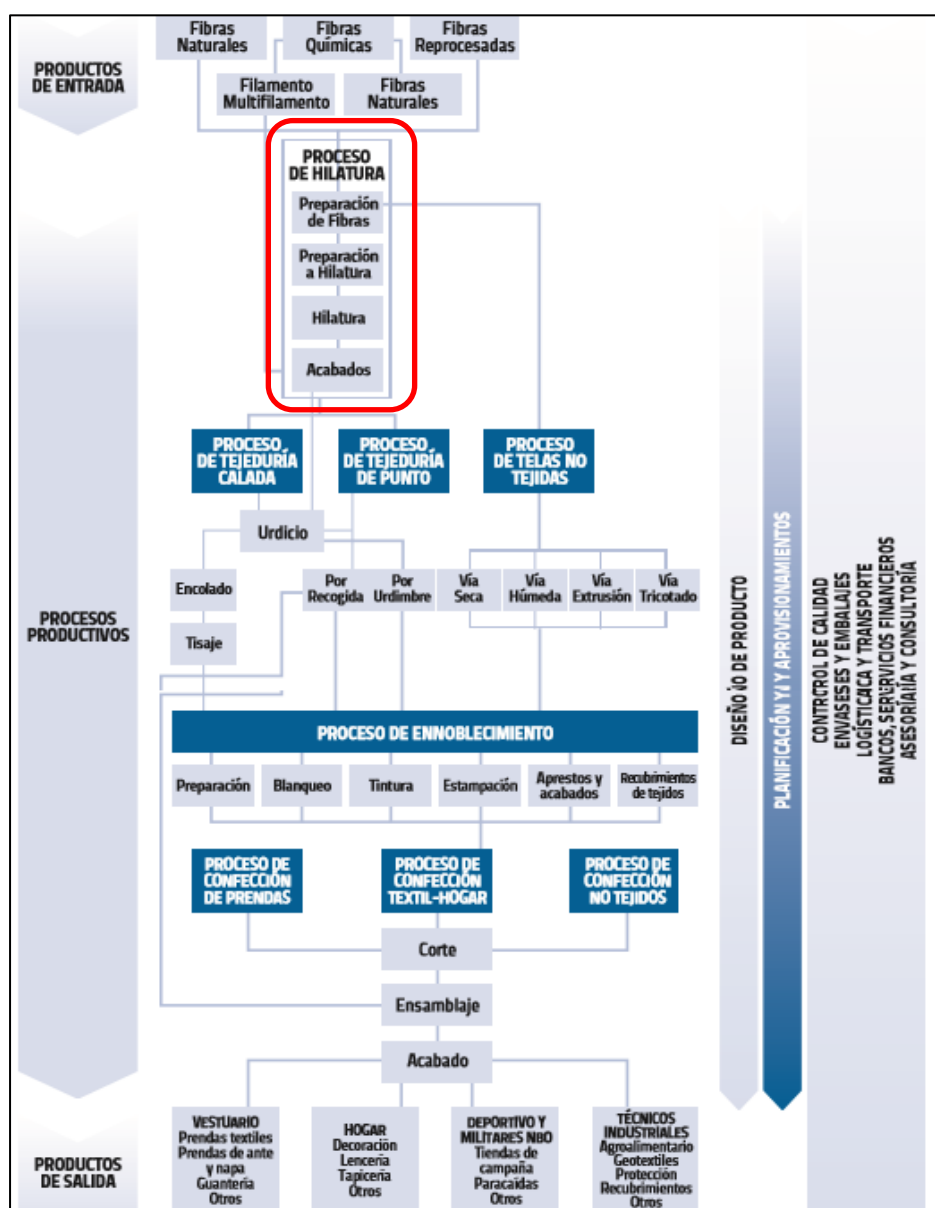 Fibras
Naturales
Fibras
Químicas
Fibras
Reprocesadas
PRODUCTOS
DE ENTRADA
Filamento
Multifilamento
Fibras
Naturales
PROCESO
DE HILATURA
Preparación
de Fibras
Preparación
a Hilatura
Hilatura
Acabados
PROCESO
DE TEJEDURÍA
CALADA
PROCESO
DE TEJEDURÍA
DE PUNTO
PROCESO
DE TELAS NO
TEJIDAS
Urdicio
Encolado
Tisaje
Por
Recogida
Por
Urdimbre
Vía
Seca
Vía
Húmeda
Vía
Extrusión
Vía
Tricotado
PROCESOS
PRODUCTIVOS
PROCESO DE ENNOBLECIMIENTO
Preparación
Blanqueo
Tintura
Estampación
Aprestos y
acabados
Recubrimientos
de tejidos
PROCESO DE
CONFECCIÓN
DE PRENDAS
PROCESO DE
CONFECCIÓN
TEXTIL-HOGAR
PROCESO DE
CONFECCIÓN
NO TEJIDOS
Corte
Ensamblaje
Acabado
DISEÑO ÑO DE PRODUCTO
PLANIFICACIÓN Y Y APROVISIONAMIENTOS
CONTRCROL DE CALIDAD
ENVASESES Y EMBALAJES
LOGÍSTICACA Y TRANSPORTE
BANCOS, SERVERVICIOS FINANCIEROS
ASESORÍAÍA Y CONSULTORÍA
PRODUCTOS
DE SALIDA
VESTUARIO
Prendas textiles
Prendas de ante
y napa
Guantería
Otros
HOGAR
Decoración
Lencería
Tapicería
Otros
DEPORTIVO Y
MILITARES NBO
Tiendas de
campaña
Paracaídas
Otros
TÉCNICOS
INDUSTRIALES
Agroalimentario
Geotextiles
Protección
Recubrimientos
Otros